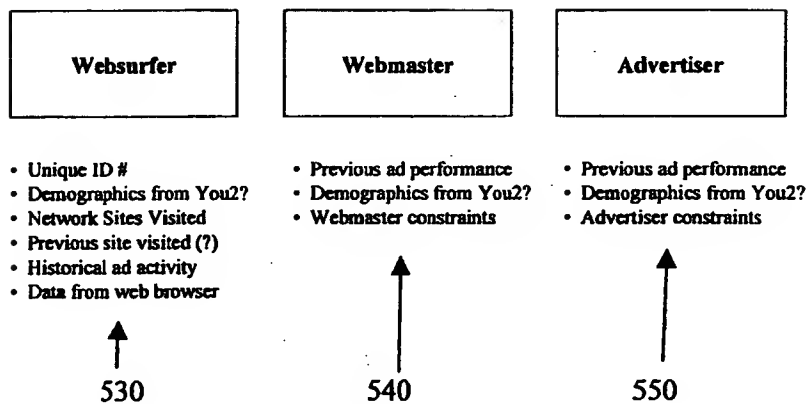 Websurfer
Webmaster
Advertiser
• Unique ID #
• Demographics from You2?
• Network Sites Visited
• Previous site visited (?)
• Historical ad activity
• Data from web browser
• Previous ad performance
• Demographics from You2?
• Webmaster constraints
• Previous ad performance
• Demographics from You2?
• Advertiser constraints
530
540
550